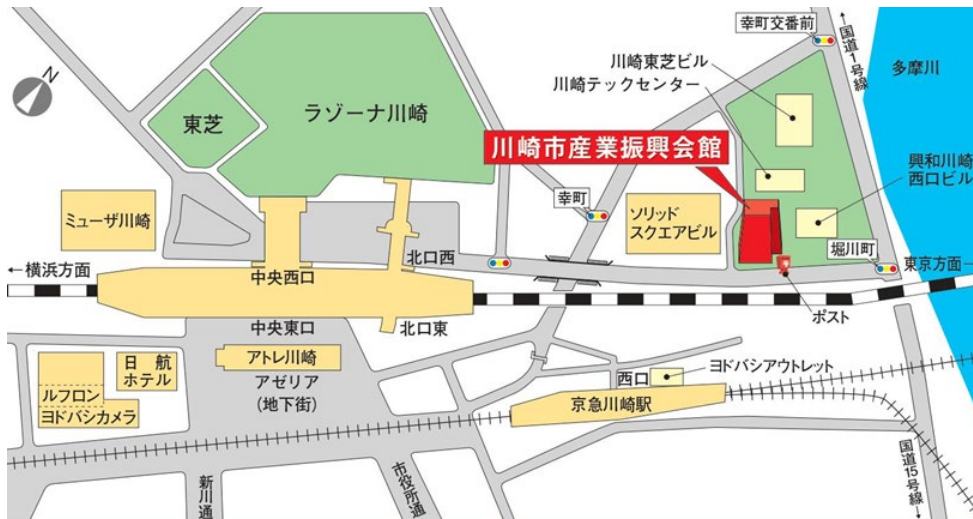 N
東芝
ラゾーナ川崎
川崎東芝ビル
川崎テックセンター
幸町交番前
←国道1号線
多摩川
川崎市産業振興会館
興和川崎
西口ビル
ミューザ川崎
幸町
ソリッド
スクエアビル
堀川町
←横浜方面
中央西口
北口西
東京方面→
ポスト
中央東口
北口東
アトレ川崎
日航
ホテル
ルフロン
ヨドバシカメラ
アゼリア
(地下街)
西口
ヨドバシアウトレット
京急川崎駅
新川通
市役所通
国道15号線→